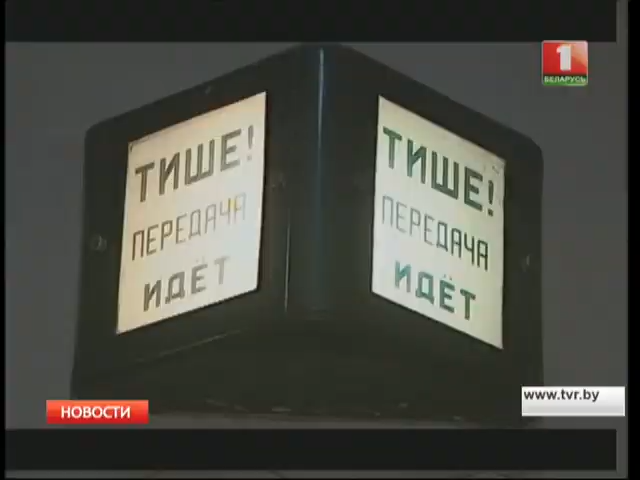 1
БЕЛАРУСЬ
ТИШЕ!
ПЕРЕДАЧА
ИДЁТ
ТИШЕ!
ПЕРЕДАЧА
ИДЁТ
www.tvr.by
НОВОСТИ